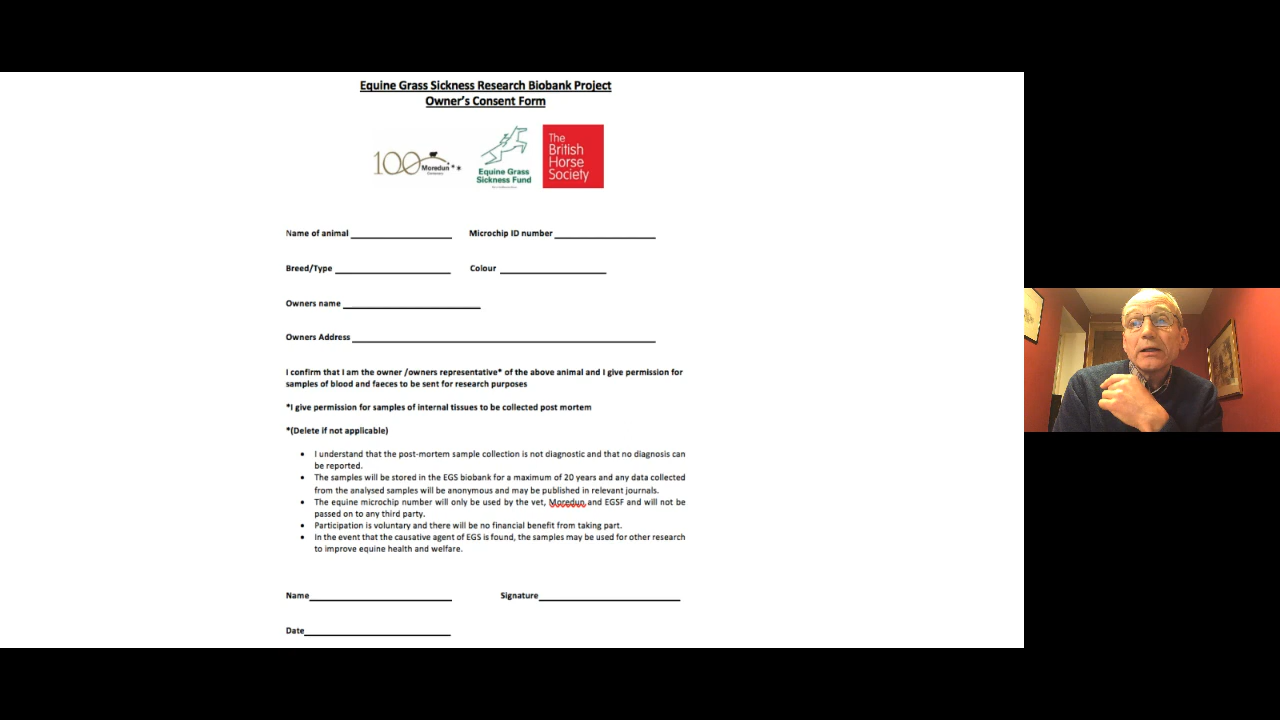 Equine Grass Sickness Research Biobank Project
Owner's Consent Form
100 Moredun
Equine Grass
Sickness Fund
The
British
Horse
Society
Name of animal Microchip ID number
Breed/Type Colour
Owners name
Owners Address
I confirm that I am the owner /owners representative* of the above animal and I give permission for
samples of blood and faeces to be sent for research purposes
*I give permission for samples of internal tissues to be collected post mortem
*(Delete if not applicable)
• I understand that the post-mortem sample collection is not diagnostic and that no diagnosis can
be reported.
• The samples will be stored in the EGS biobank for a maximum of 20 years and any data collected
from the analysed samples will be anonymous and may be published in relevant journals.
• The equine microchip number will only be used by the vet, Moredun and EGSF and will not be
passed on to any third party.
• Participation is voluntary and there will be no financial benefit from taking part.
• In the event that the causative agent of EGS is found, the samples may be used for other research
to improve equine health and welfare.
Name Signature
Date